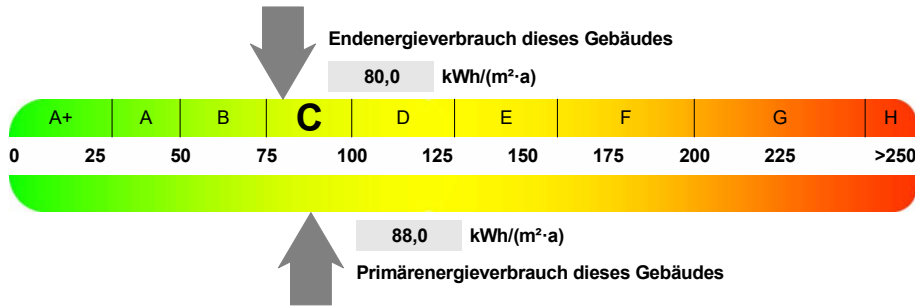 Endenergieverbrauch dieses Gebäudes
80,0 kWh/(m²·a)
A+ A B C D E F G H
0 25 50 75 100 125 150 175 200 225 >250
88,0 kWh/(m²·a)
Primärenergieverbrauch dieses Gebäudes